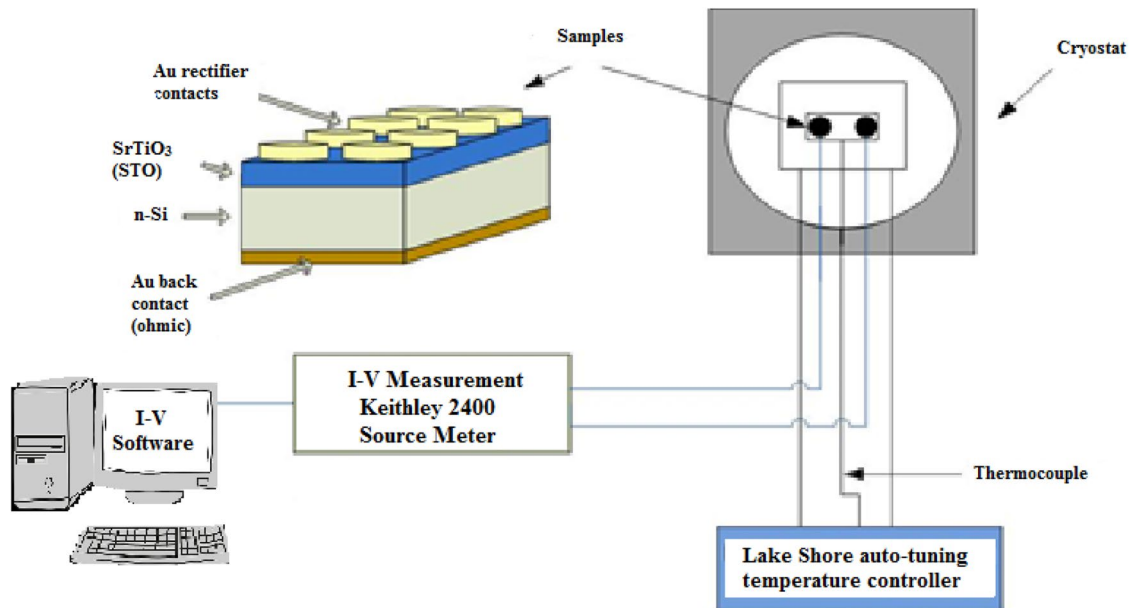 Samples
Cryostat
Au rectifier
contacts
SrTiO₃
(STO)
n-Si
Au back
contact
(ohmic)
I-V Measurement
Keithley 2400
Source Meter
I-V
Software
Thermocouple
Lake Shore auto-tuning
temperature controller